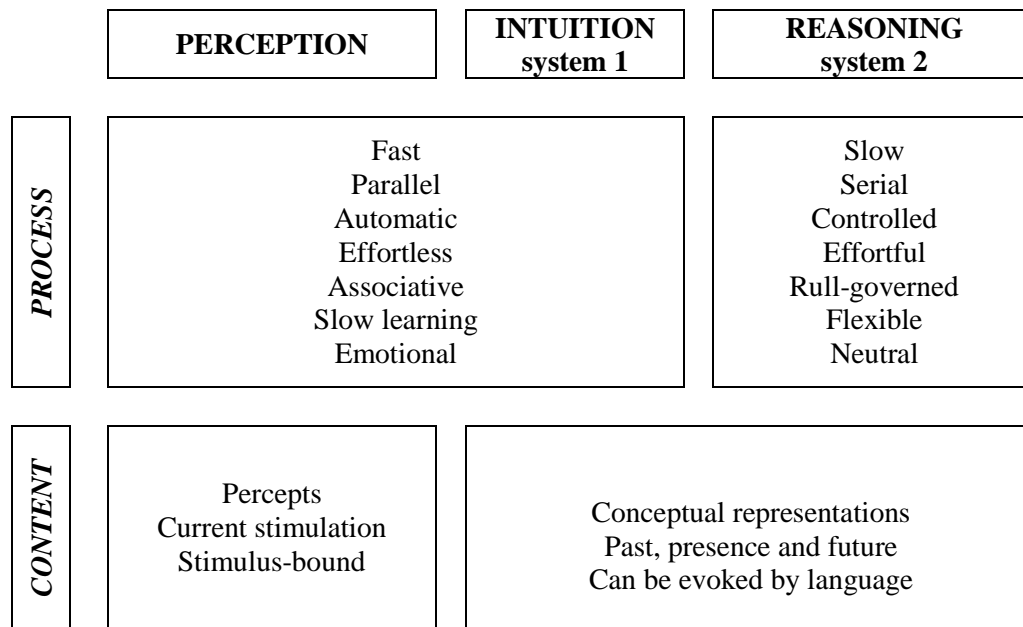 PERCEPTION
INTUITION
system 1
REASONING
system 2
PROCESS
Fast
Parallel
Automatic
Effortless
Associative
Slow learning
Emotional
Slow
Serial
Controlled
Effortful
Rull-governed
Flexible
Neutral
CONTENT
Percepts
Current stimulation
Stimulus-bound
Conceptual representations
Past, presence and future
Can be evoked by language